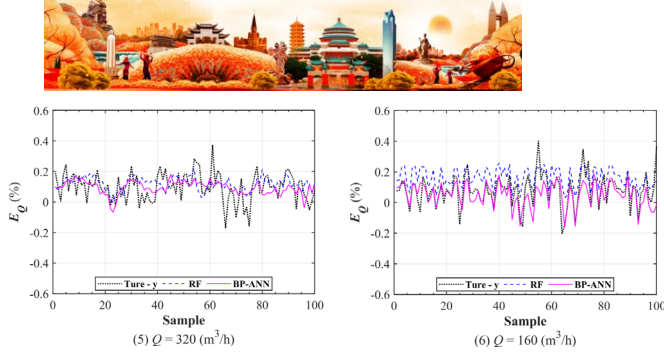 0.6
0.4
0.2
0
0.2
-0.4
-0.6
E_Q (%)
Ture - y RF BP-ANN
0 20 40 60 80 100
Sample
(5) Q = 320 (m³/h)
0.6
0.4
0.2
0
0.2
-0.4
-0.6
E_Q (%)
Ture - y RF BP-ANN
0 20 40 60 80 100
Sample
(6) Q = 160 (m³/h)